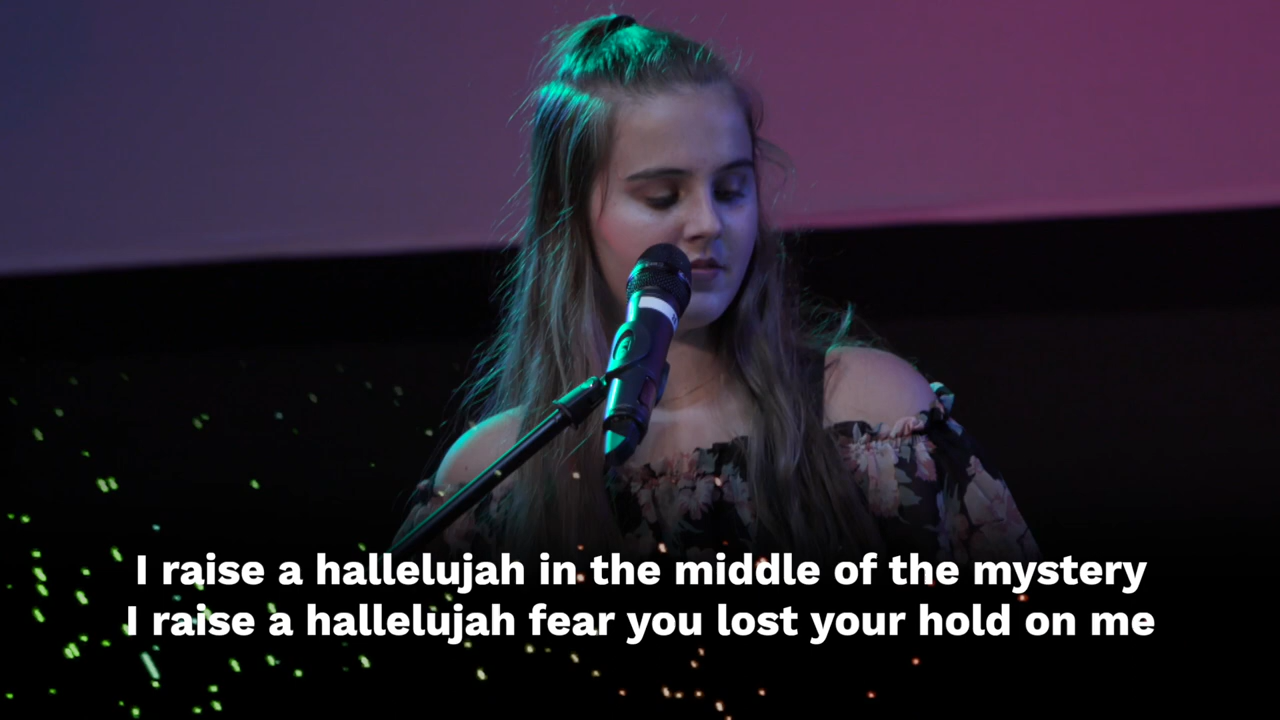 I raise a hallelujah in the middle of the mystery
I raise a hallelujah fear you lost your hold on me